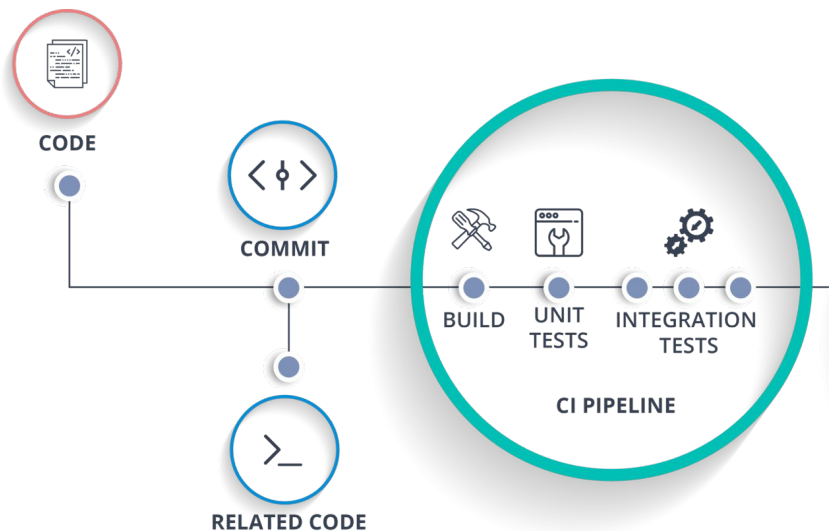 CODE
COMMIT
BUILD
UNIT
TESTS
INTEGRATION
TESTS
CI PIPELINE
RELATED CODE